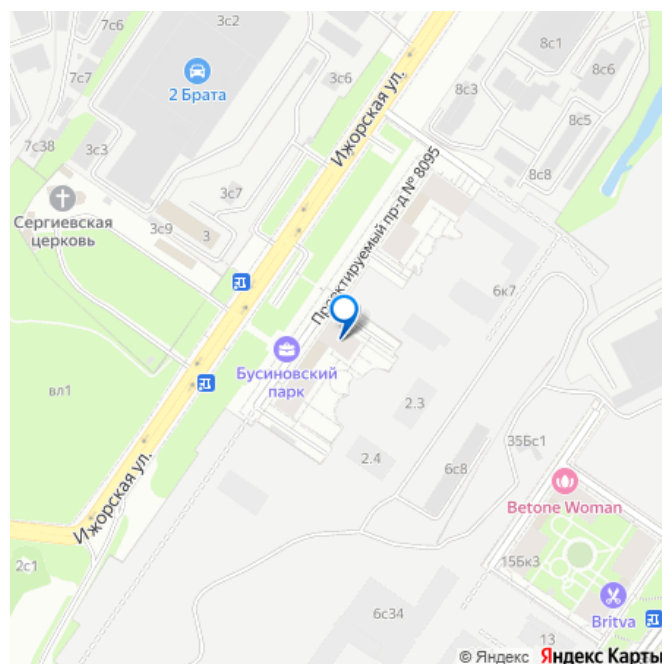 3с2
8с1
7с7
7с6
2 Брата
3с6
8с6
8с3
Ижорская ул.
8с5
7с38
3с3
8с8
Проектируемый пр-д № 8095
3с7
Сергиевская
церковь
3с9
3
6к7
Бусиновский
парк
вл1
2.3
35Бс1
2.4
6с8
Betone Woman
Ижорская ул.
15Бк3
2с1
6с34
Britva
13
© Яндекс Яндекс Карты